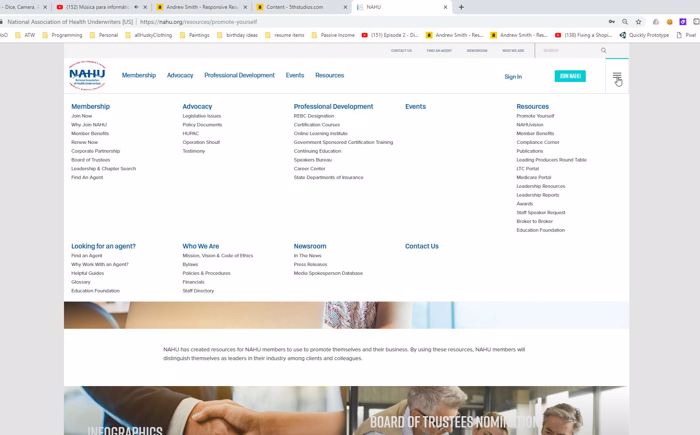 - Dice, Camera,
(152) Música para informáti
Andrew Smith - Responsive Re
Content - 5thstudios.com
NAHU
National Association of Health Underwriters [US] | https://nahu.org/resources/promote-yourself
ATW
Programming
Personal
allHuskyClothing
Paintings
birthday ideas
resume items
Passive Income
(151) Episode 2 - Di...
Andrew Smith - Res...
Andrew Smith - Res...
(138) Fixing a Shopi...
Quickly Prototype
Pixel
CONTACT US
FIND AN AGENT
NEWSROOM
WHO WE ARE
SEARCH
NAHU
Membership
Advocacy
Professional Development
Events
Resources
Sign In
JOIN NAHU
Membership
Join Now
Why Join NAHU
Member Benefits
Renew Now
Corporate Partnership
Board of Trustees
Leadership & Chapter Search
Find An Agent
Advocacy
Legislative Issues
Policy Documents
HUPAC
Operation Shout!
Testimony
Professional Development
REBC Designation
Certification Courses
Online Learning Institute
Government Sponsored Certification Training
Continuing Education
Speakers Bureau
Career Center
State Departments of Insurance
Events
Resources
Promote Yourself
NAHUvision
Member Benefits
Compliance Corner
Publications
Leading Producers Round Table
LTC Portal
Medicare Portal
Leadership Resources
Leadership Reports
Awards
Staff Speaker Request
Broker to Broker
Education Foundation
Looking for an agent?
Find an Agent
Why Work With an Agent?
Helpful Guides
Glossary
Education Foundation
Who We Are
Mission, Vision & Code of Ethics
Bylaws
Policies & Procedures
Financials
Staff Directory
Newsroom
In The News
Press Releases
Media Spokesperson Database
Contact Us
NAHU has created resources for NAHU members to use to promote themselves and their business. By using these resources, NAHU members will
distinguish themselves as leaders in their industry among clients and colleagues.
INFOGRAPHICS
BOARD OF TRUSTEES NOMINATION